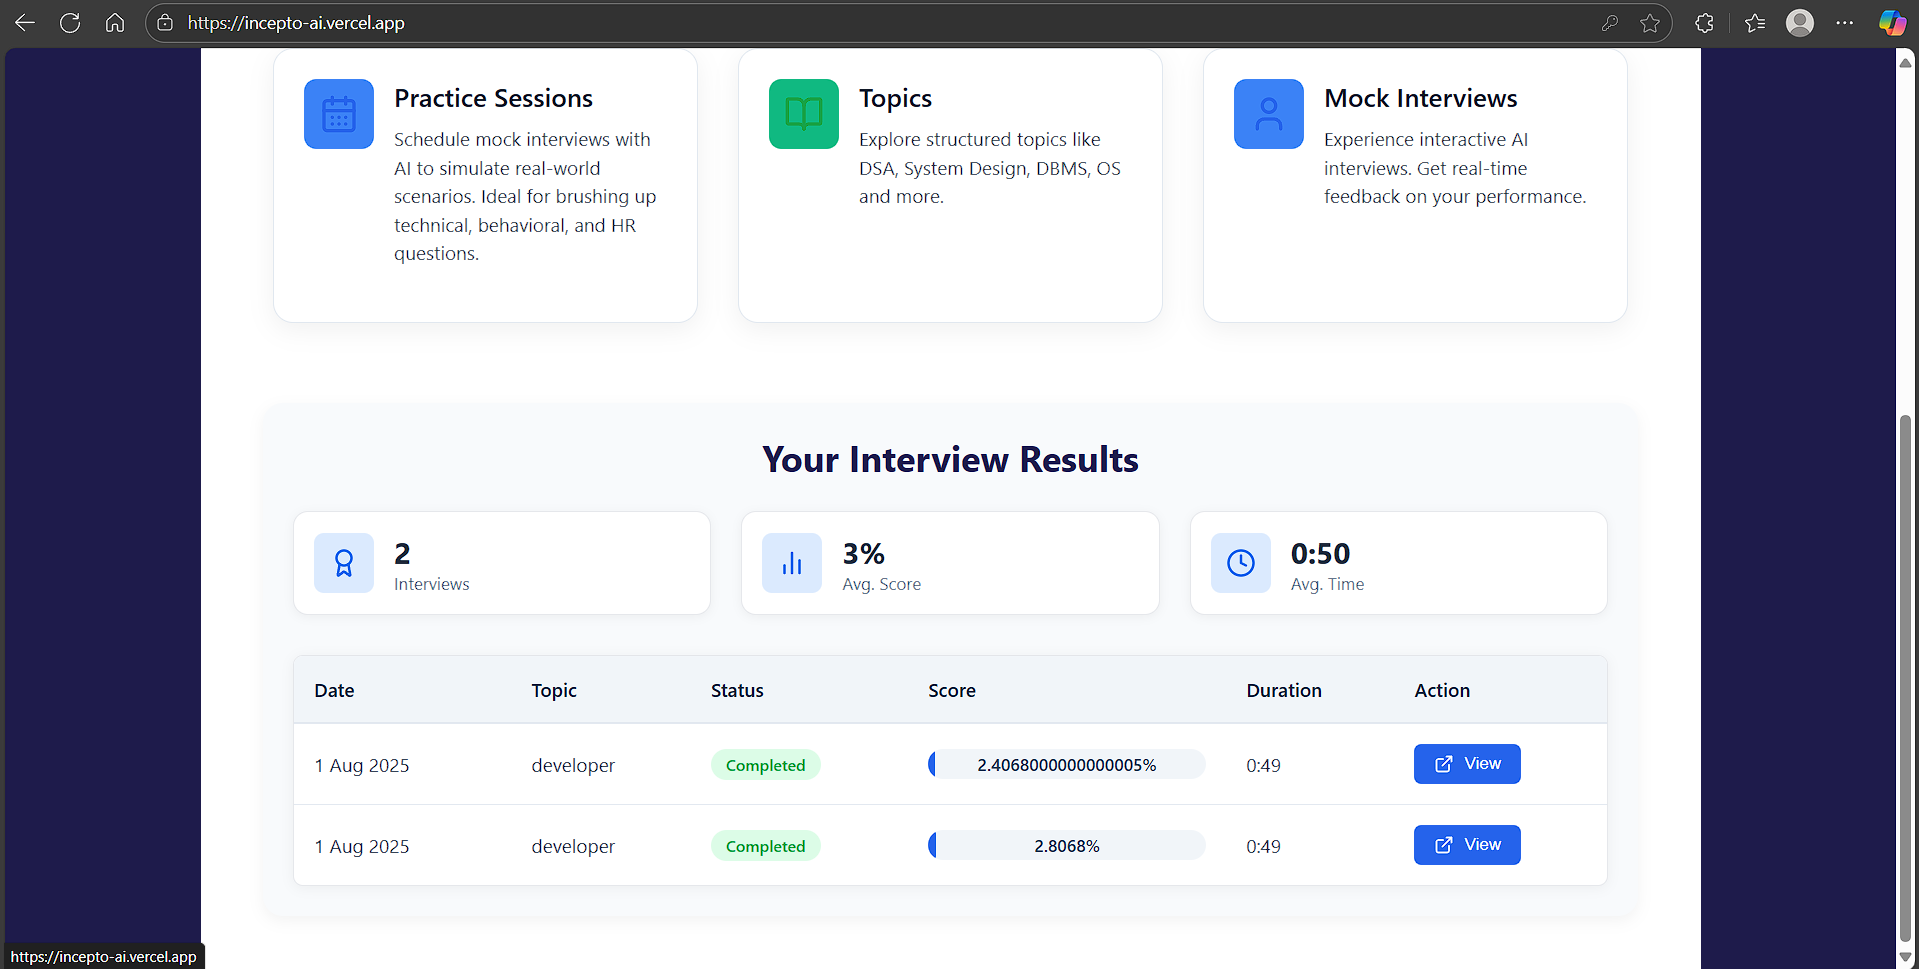 https://incepto-ai.vercel.app
Practice Sessions
Schedule mock interviews with
AI to simulate real-world
scenarios. Ideal for brushing up
technical, behavioral, and HR
questions.
Topics
Explore structured topics like
DSA, System Design, DBMS, OS
and more.
Mock Interviews
Experience interactive AI
interviews. Get real-time
feedback on your performance.
Your Interview Results
2
Interviews
3%
Avg. Score
0:50
Avg. Time
Date Topic Status Score Duration Action
1 Aug 2025 developer Completed 2.4068000000000005% 0:49 View
1 Aug 2025 developer Completed 2.8068% 0:49 View
https://incepto-ai.vercel.app